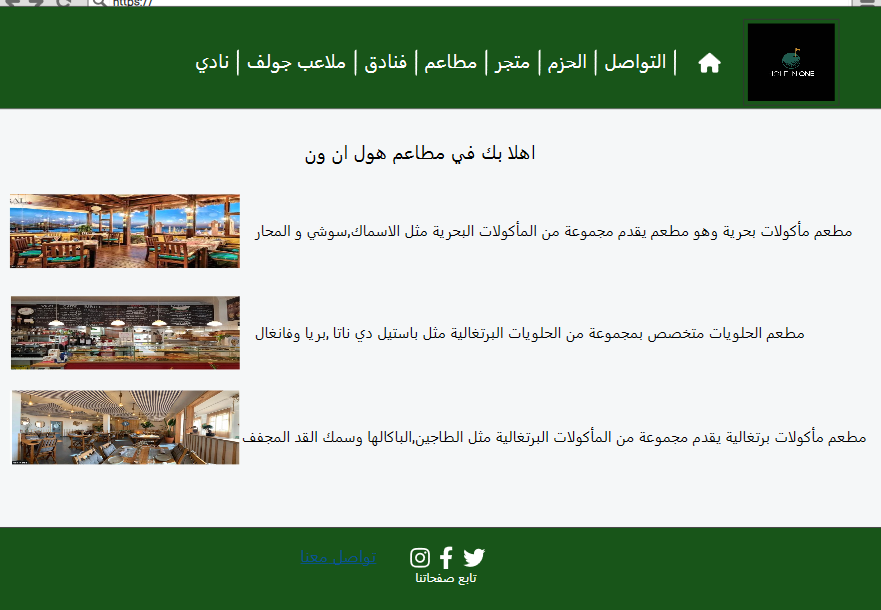 https://
| التواصل | الحزم | متجر | مطاعم | فنادق | ملاعب جولف | نادي
اهلا بك في مطاعم هول ان ون
مطعم مأكولات بحرية وهو مطعم يقدم مجموعة من المأكولات البحرية مثل الاسماك,سوشي و المحار
مطعم الحلويات متخصص بمجموعة من الحلويات البرتغالية مثل باستيل دي ناتا ,بريا وفانغال
مطعم مأكولات برتغالية يقدم مجموعة من المأكولات البرتغالية مثل الطاجين,الباكالها وسمك القد المجفف
تواصل معنا
تابع صفحاتنا